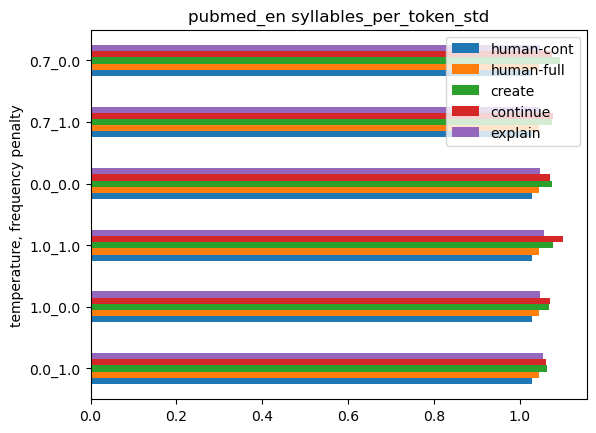 pubmed_en syllables_per_token_std
temperature, frequency penalty
0.7_0.0
0.7_1.0
0.0_0.0
1.0_1.0
1.0_0.0
0.0_1.0
human-cont
human-full
create
continue
explain
0.0 0.2 0.4 0.6 0.8 1.0